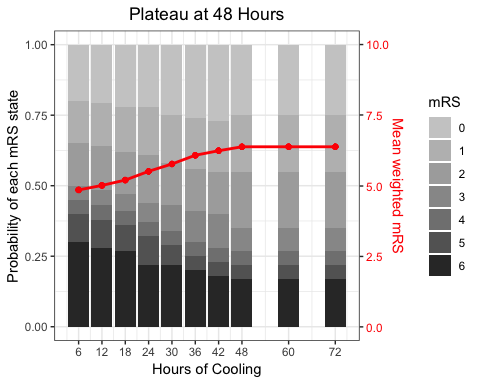 Plateau at 48 Hours
Probability of each mRS state
1.00
0.75
0.50
0.25
0.00
10.0
7.5
5.0
2.5
0.0
Mean weighted mRS
6 12 18 24 30 36 42 48 60 72
Hours of Cooling
mRS
0
1
2
3
4
5
6